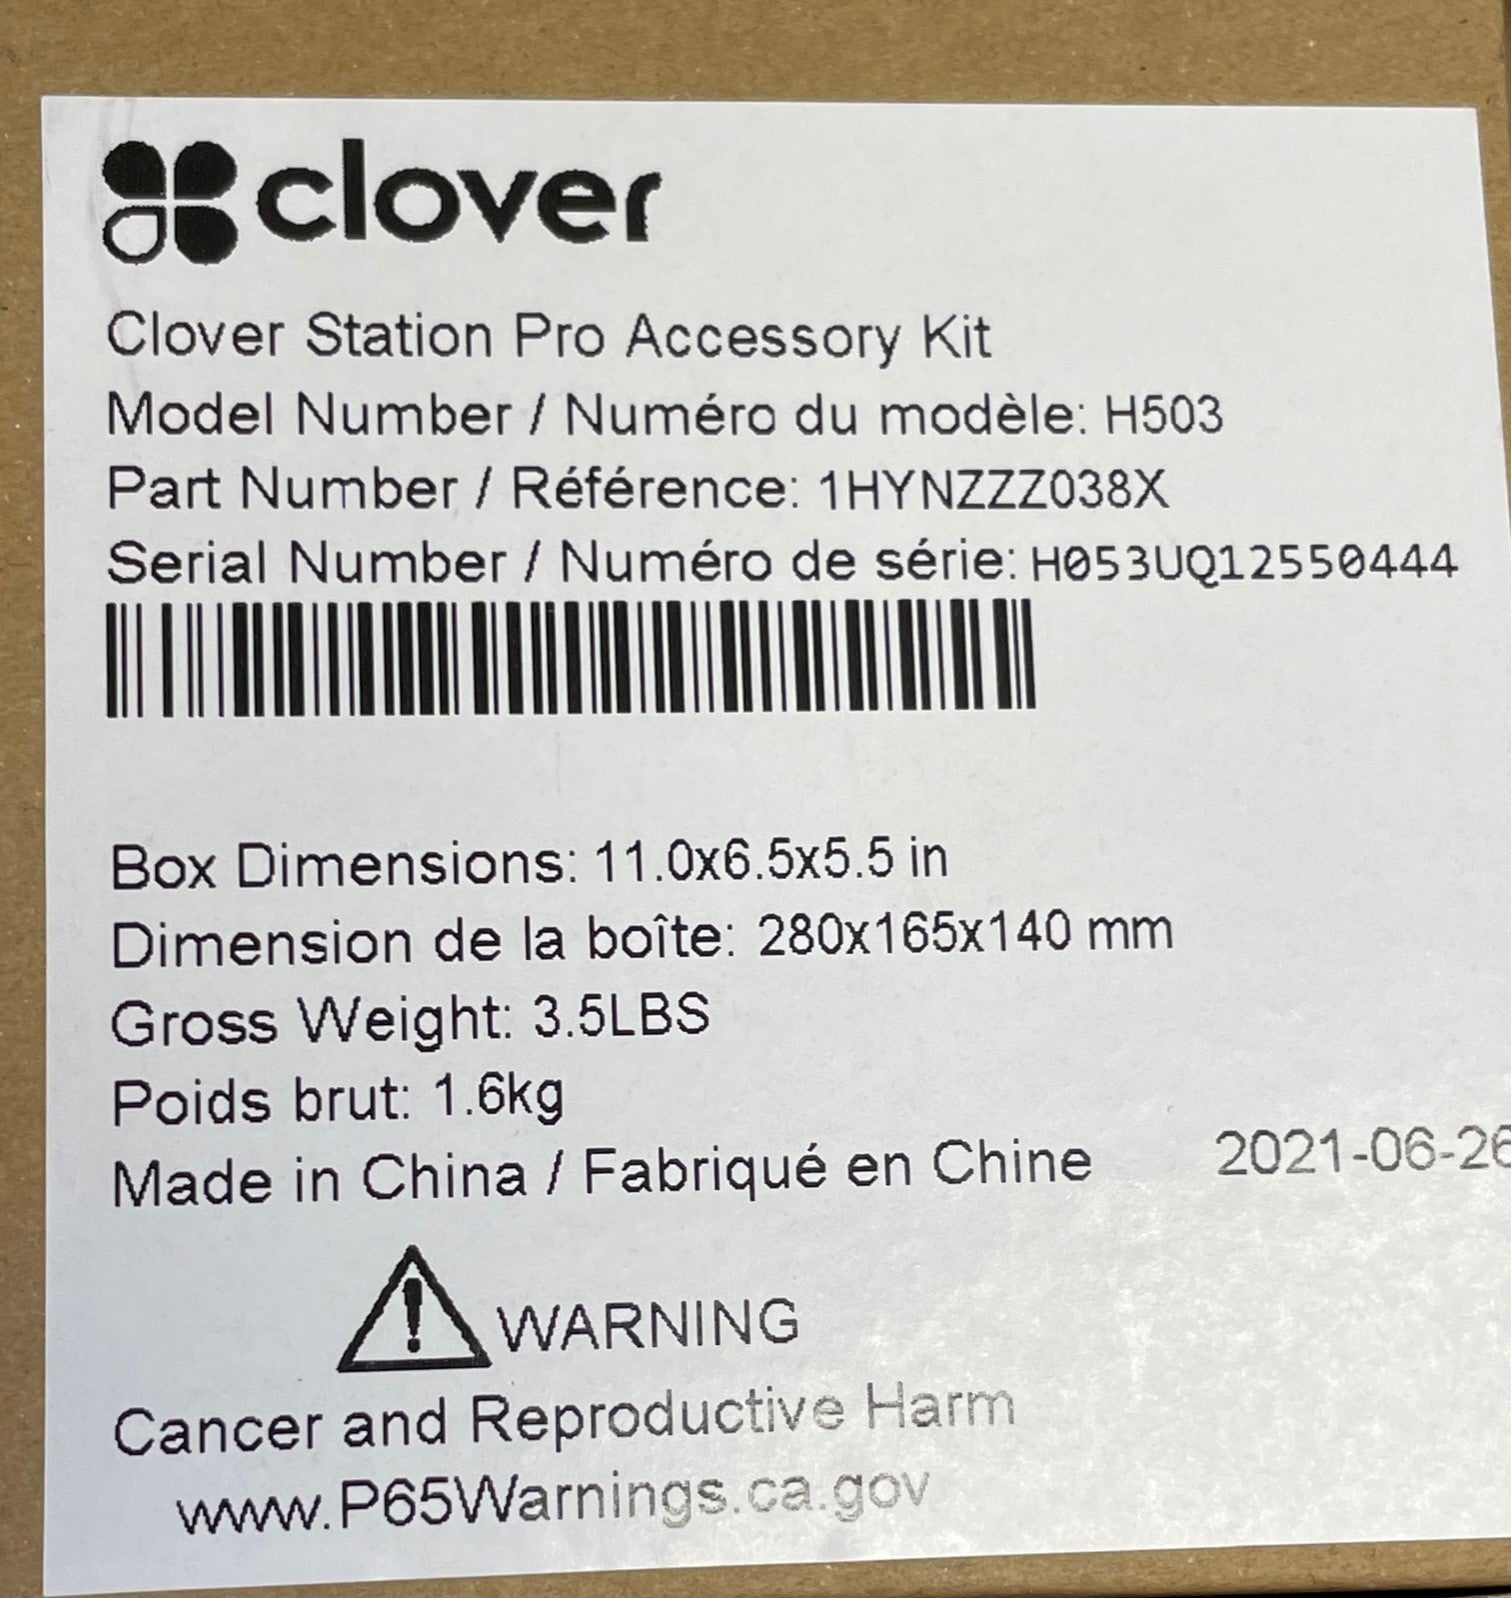 clover
Clover Station Pro Accessory Kit
Model Number / Numéro du modèle: H503
Part Number / Référence: 1HYNZZZ038X
Serial Number / Numéro de série: H053UQ12550444
Box Dimensions: 11.0x6.5x5.5 in
Dimension de la boîte: 280x165x140 mm
Gross Weight: 3.5LBS
Poids brut: 1.6kg
Made in China / Fabriqué en Chine 2021-06-26
WARNING
Cancer and Reproductive Harm
www.P65Warnings.ca.gov